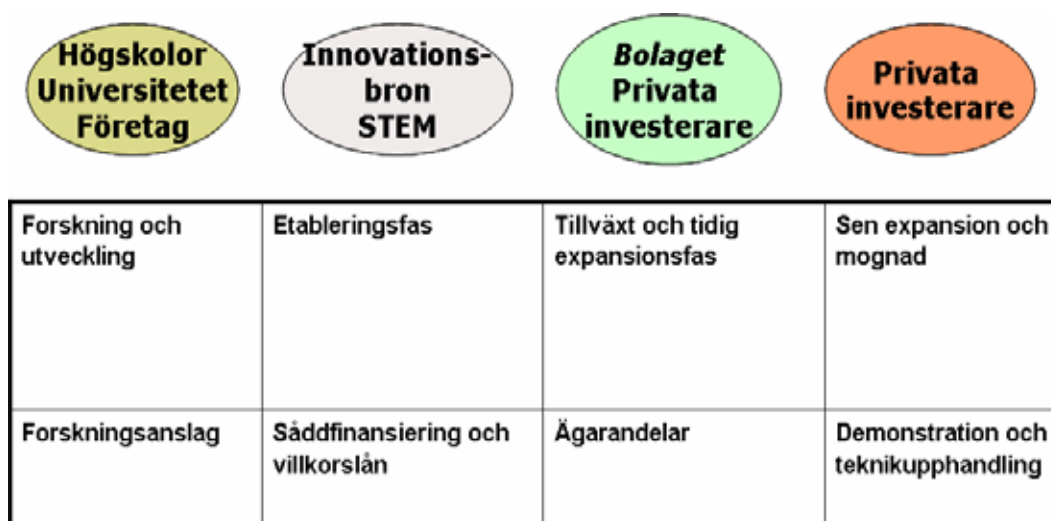 Högskolor
Universitetet
Företag
Innovations-
bron
STEM
Bolaget
Privata
investerare
Privata
investerare
Forskning och
utveckling
Etableringsfas
Tillväxt och tidig
expansionsfas
Sen expansion och
mognad
Forskningsanslag
Såddfinansiering och
villkorslån
Ägarandelar
Demonstration och
teknikupphandling